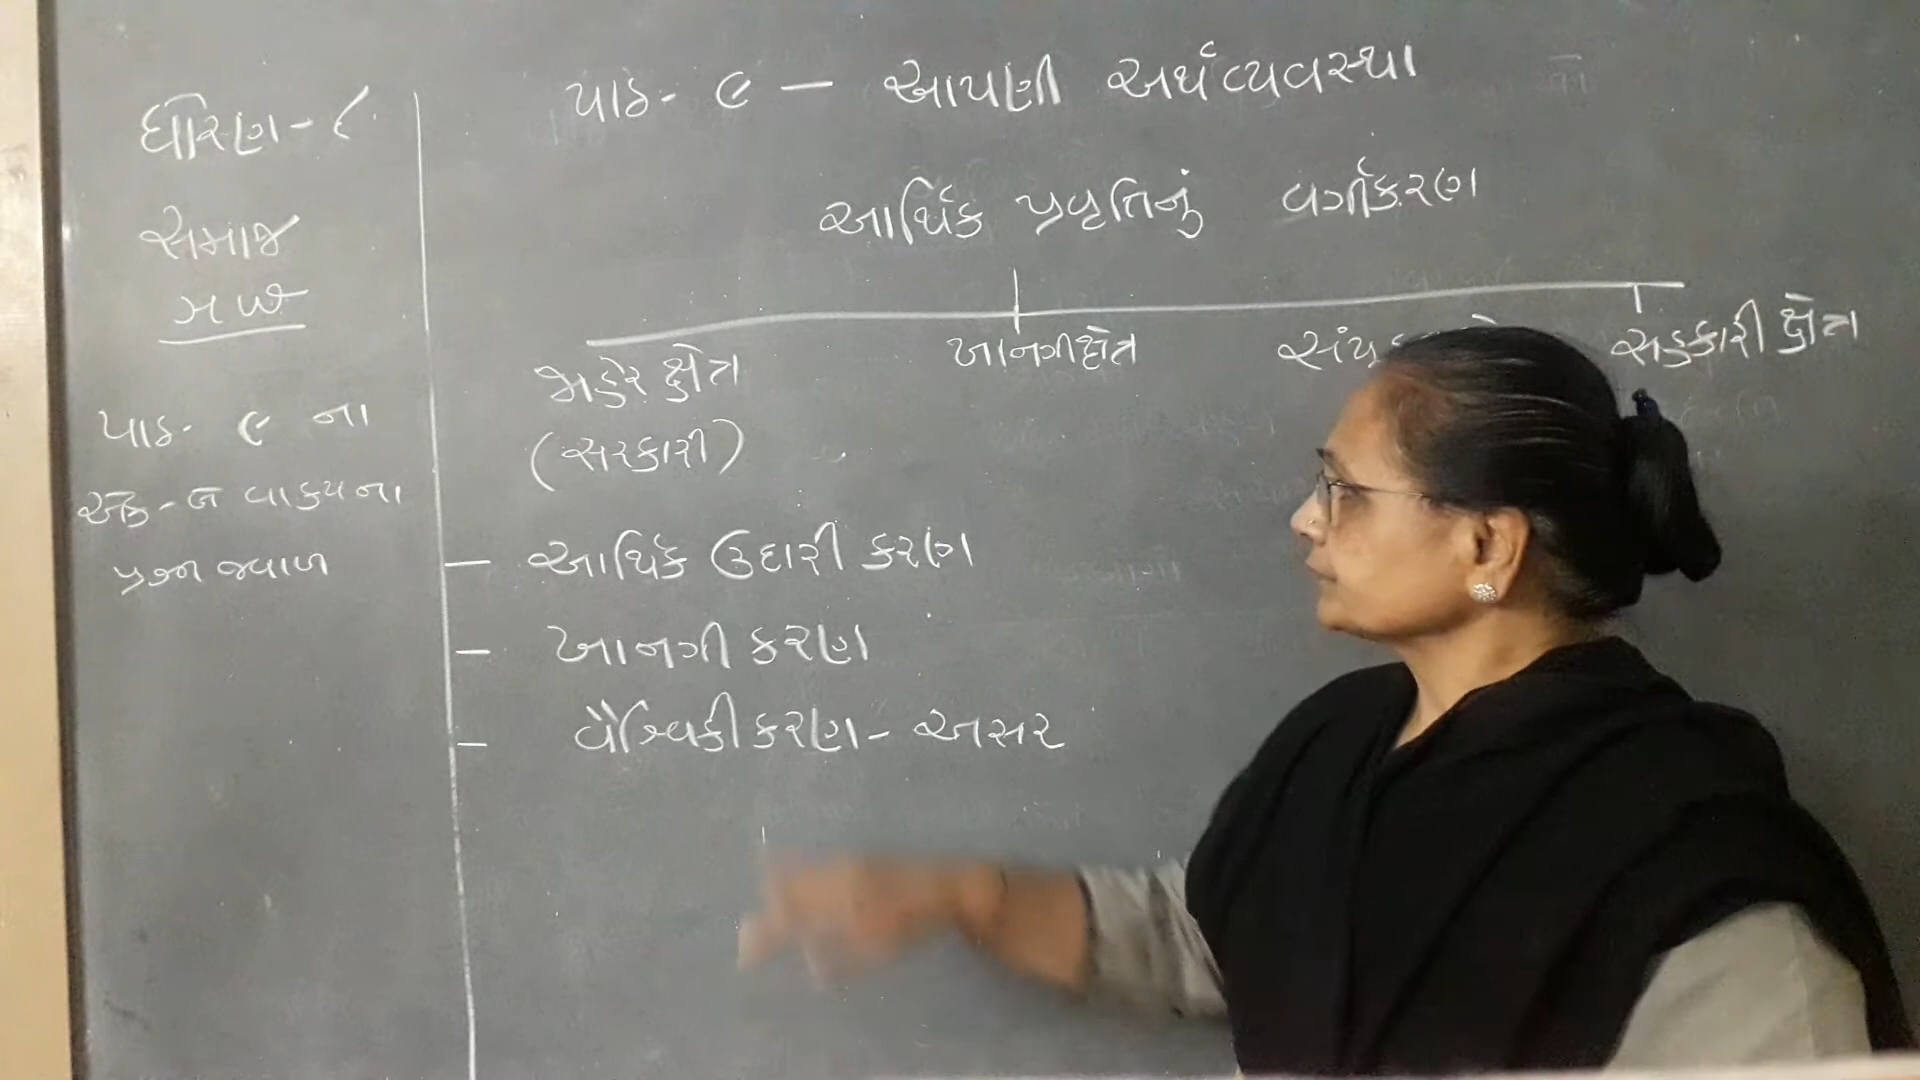 ધોરણ - ૮
સમાજ
પાઠ - ૯ ના
એક - બે વાક્યના
પ્રશ્ન જવાબ
પાઠ - ૯ — આપણી અર્થવ્યવસ્થા
આર્થિક પ્રવૃત્તિનું વર્ગીકરણ
જાહેર ક્ષેત્ર ખાનગીક્ષેત્ર સહકારી ક્ષેત્ર
(સરકારી)
— આર્થિક ઉદારી કરણ
— ખાનગી કરણ
— વૈશ્વિકીકરણ - અસર